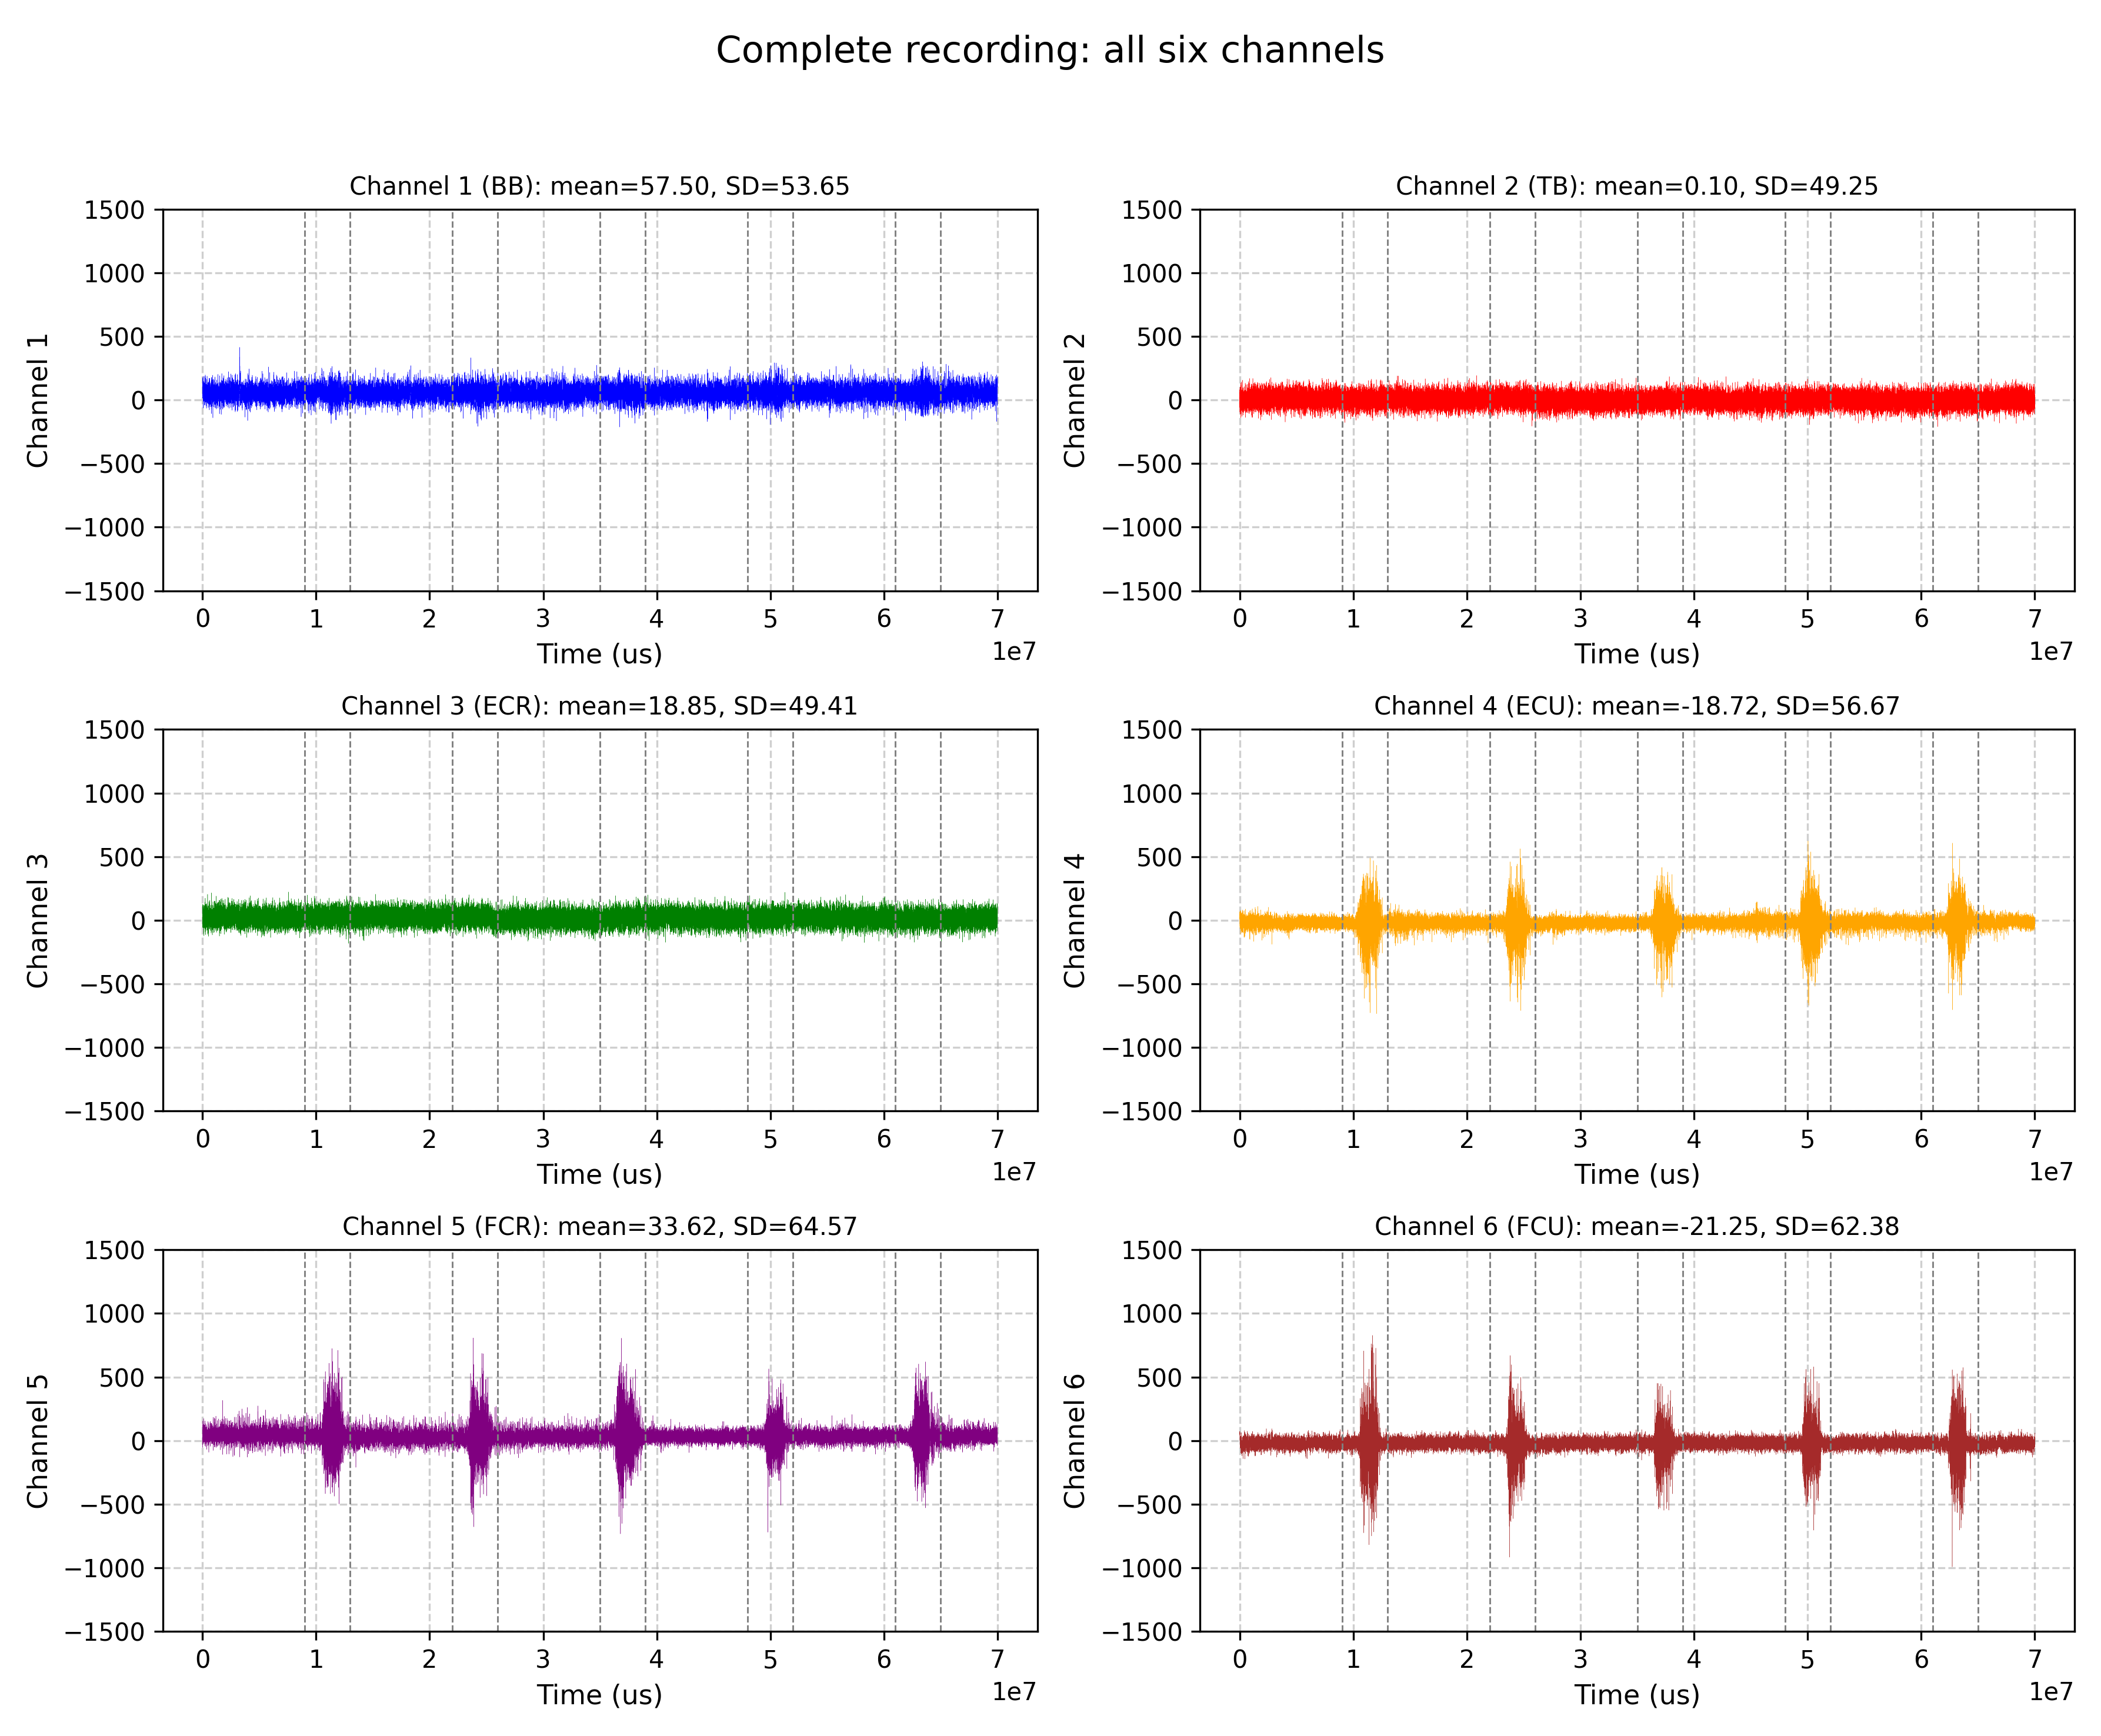 Complete recording: all six channels
Channel 1 (BB): mean=57.50, SD=53.65
1500
1000
500
0
−500
−1000
−1500
Channel 1
0 1 2 3 4 5 6 7
1e7
Time (us)
Channel 2 (TB): mean=0.10, SD=49.25
1500
1000
500
0
−500
−1000
−1500
Channel 2
0 1 2 3 4 5 6 7
1e7
Time (us)
Channel 3 (ECR): mean=18.85, SD=49.41
1500
1000
500
0
−500
−1000
−1500
Channel 3
0 1 2 3 4 5 6 7
1e7
Time (us)
Channel 4 (ECU): mean=-18.72, SD=56.67
1500
1000
500
0
−500
−1000
−1500
Channel 4
0 1 2 3 4 5 6 7
1e7
Time (us)
Channel 5 (FCR): mean=33.62, SD=64.57
1500
1000
500
0
−500
−1000
−1500
Channel 5
0 1 2 3 4 5 6 7
1e7
Time (us)
Channel 6 (FCU): mean=-21.25, SD=62.38
1500
1000
500
0
−500
−1000
−1500
Channel 6
0 1 2 3 4 5 6 7
1e7
Time (us)